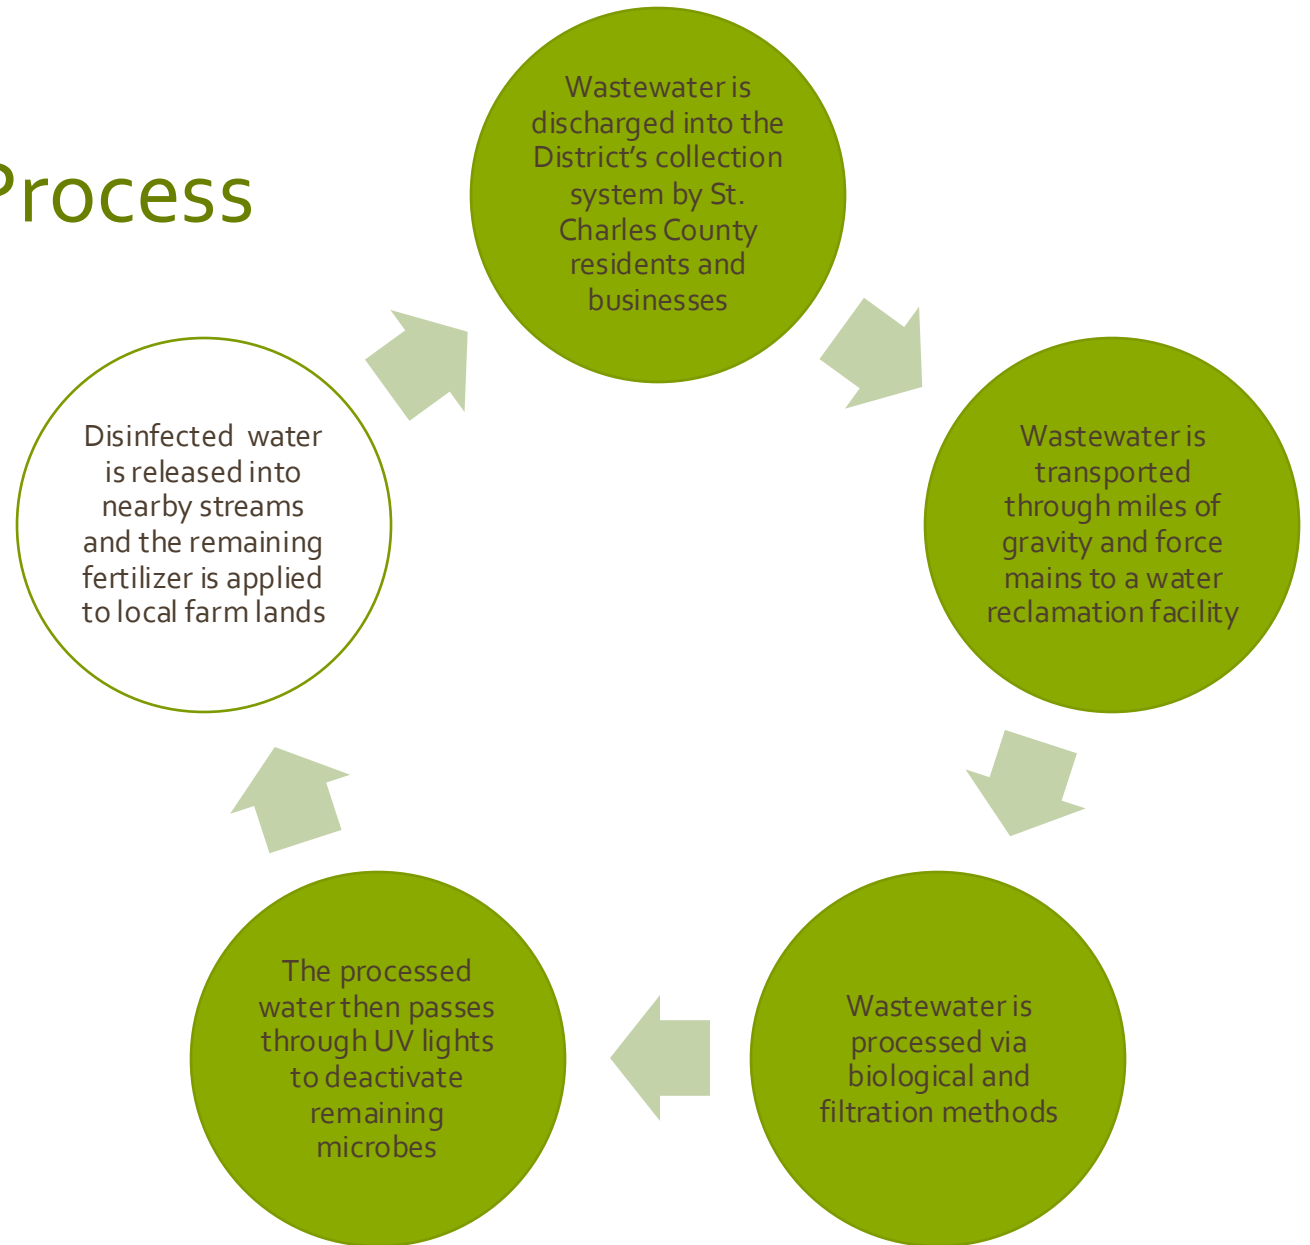 Process
Wastewater is
discharged into the
District's collection
system by St.
Charles County
residents and
businesses
Wastewater is
transported
through miles of
gravity and force
mains to a water
reclamation facility
Wastewater is
processed via
biological and
filtration methods
The processed
water then passes
through UV lights
to deactivate
remaining
microbes
Disinfected water
is released into
nearby streams
and the remaining
fertilizer is applied
to local farm lands